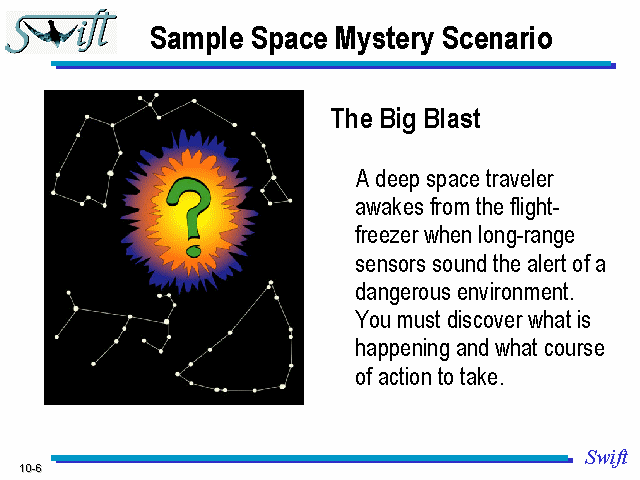 Swift
Sample Space Mystery Scenario
?
The Big Blast
A deep space traveler
awakes from the flight-
freezer when long-range
sensors sound the alert of a
dangerous environment.
You must discover what is
happening and what course
of action to take.
10-6
Swift